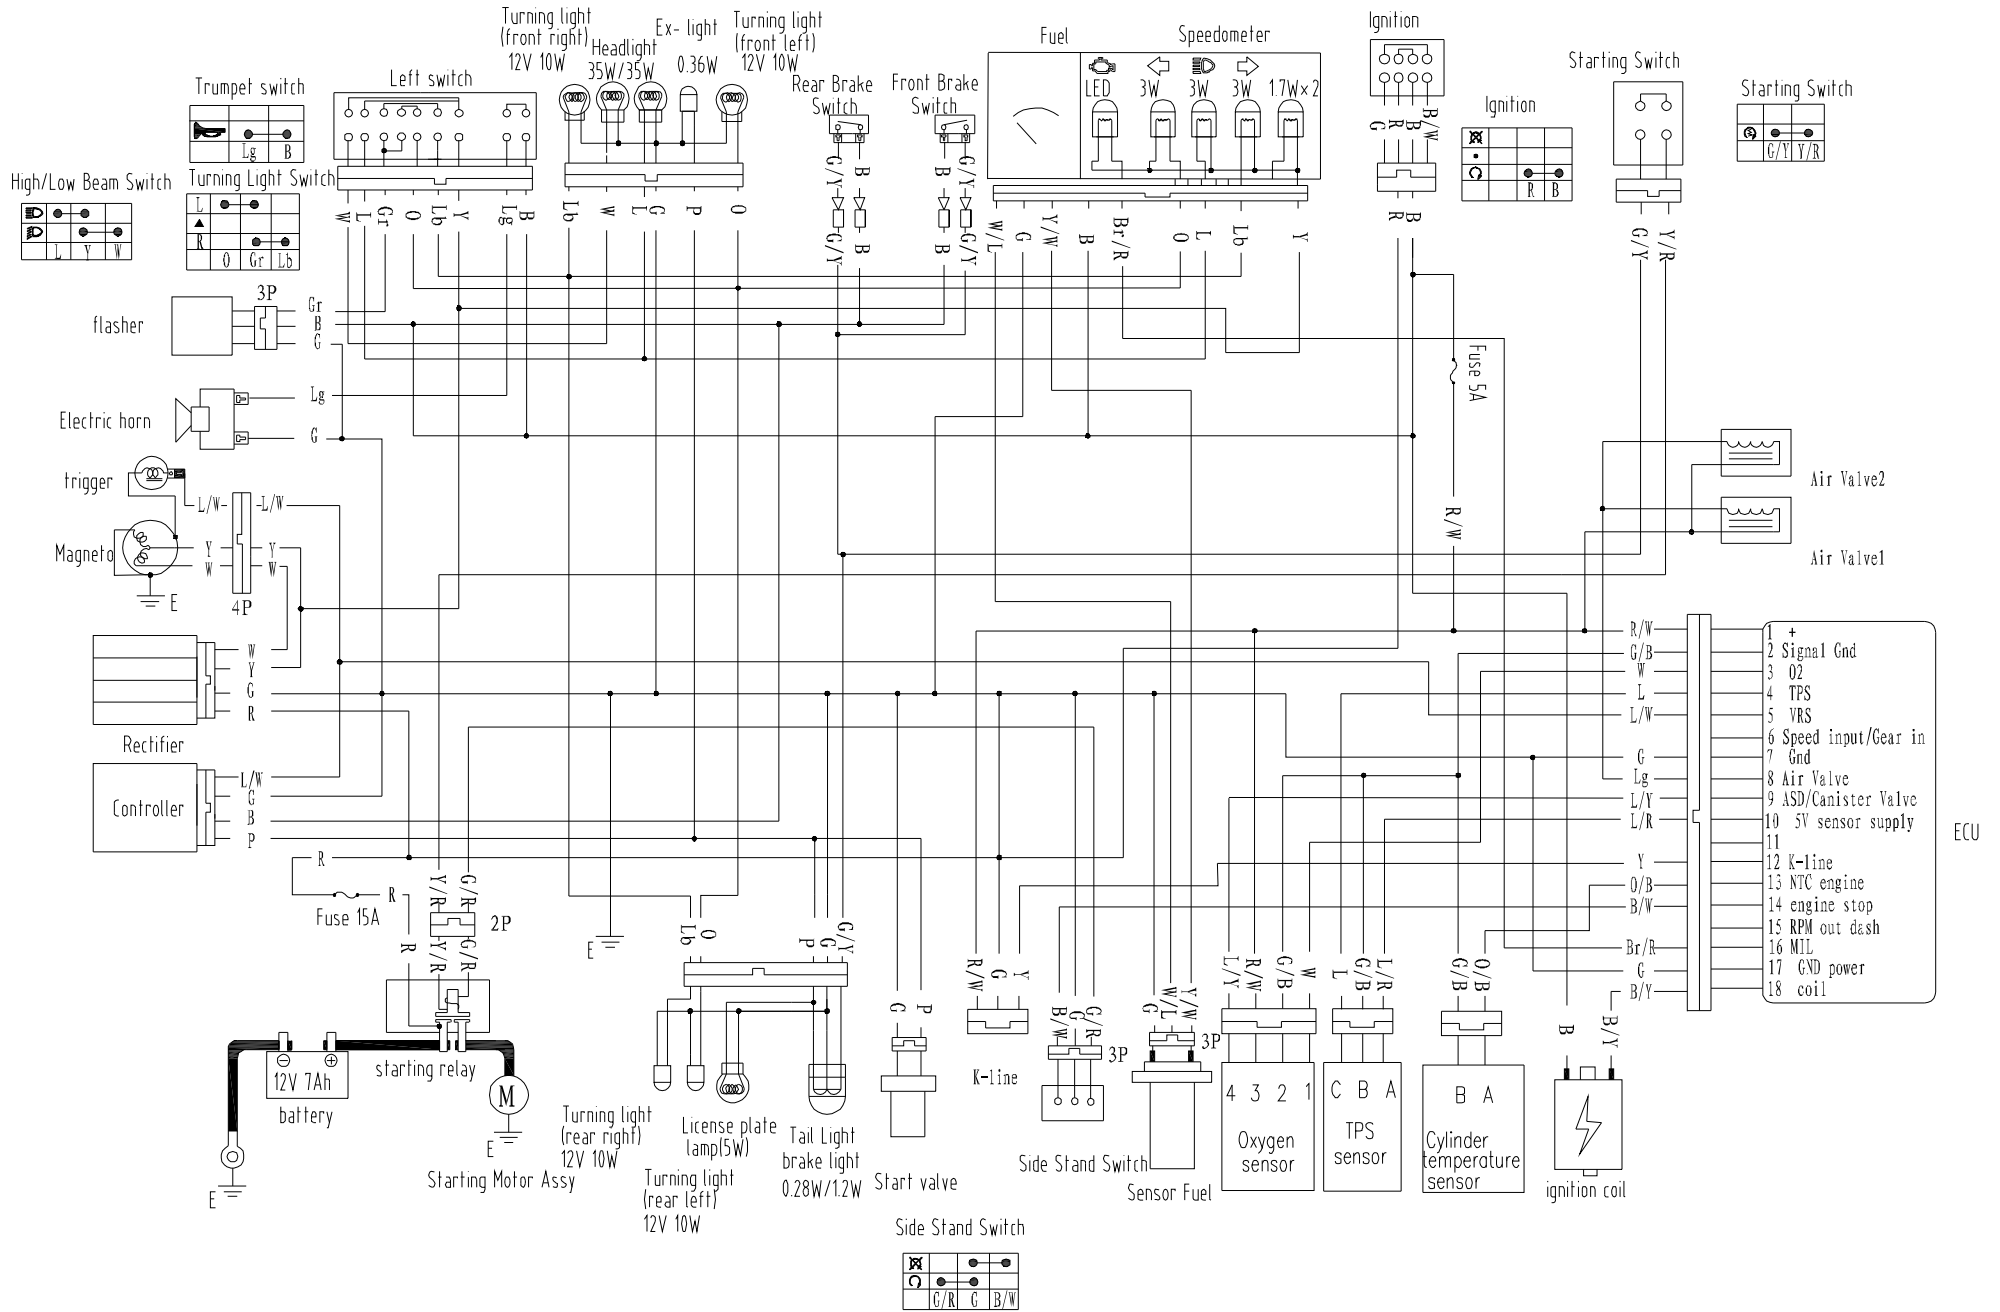 Turning light
(front right)
12V 10W
Headlight
35W/35W
Ex- light
0.36W
Turning light
(front left)
12V 10W
Fuel
Speedometer
Ignition
Starting Switch
Starting Switch
G/Y Y/R
Trumpet switch
Lg B
Left switch
Rear Brake
Switch
Front Brake
Switch
LED 3W 3W 3W 1.7W×2
G R B B/W
Ignition
R B
High/Low Beam Switch
L Y W
Turning Light Switch
L
R
O Gr Lb
W L Gr O Lb Y Lg B
Lb W L G P O
G/Y B B G/Y
G/Y B B G/Y
W/L G Y/W B Br/R O L Lb Y
R B
G/Y Y/R
flasher
3P
Gr
B
G
Fuse 5A
Electric horn
Lg
G
trigger
L/W L/W
Magneto
Y Y
W W
E
4P
R/W
Air Valve2
Air Valve1
W
Y
G
R
Rectifier
Controller
L/W
G
B
P
R
Fuse 15A
R
R
Y/R G/R
2P
Y/R G/R
12V 7Ah
battery
starting relay
M
E
E
Starting Motor Assy
E
Lb O
P G G/Y
Turning light
(rear right)
12V 10W
Turning light
(rear left)
12V 10W
License plate
lamp(5W)
Tail Light
brake light
0.28W/1.2W
G P
Start valve
R/W G Y
K-line
B/W G G/R
3P
Side Stand Switch
G W/L Y/W
3P
Sensor Fuel
L/Y R/W G/B W
4 3 2 1
Oxygen
sensor
L G/B L/R
C B A
TPS
sensor
G/B O/B
B A
Cylinder
temperature
sensor
B B/Y
ignition coil
R/W
G/B
W
L
L/W
G
Lg
L/Y
L/R
Y
O/B
B/W
Br/R
G
B/Y
1 +
2 Signal Gnd
3 O2
4 TPS
5 VRS
6 Speed input/Gear in
7 Gnd
8 Air Valve
9 ASD/Canister Valve
10 5V sensor supply
11
12 K-line
13 NTC engine
14 engine stop
15 RPM out dash
16 MIL
17 GND power
18 coil
ECU
Side Stand Switch
G/R G B/W